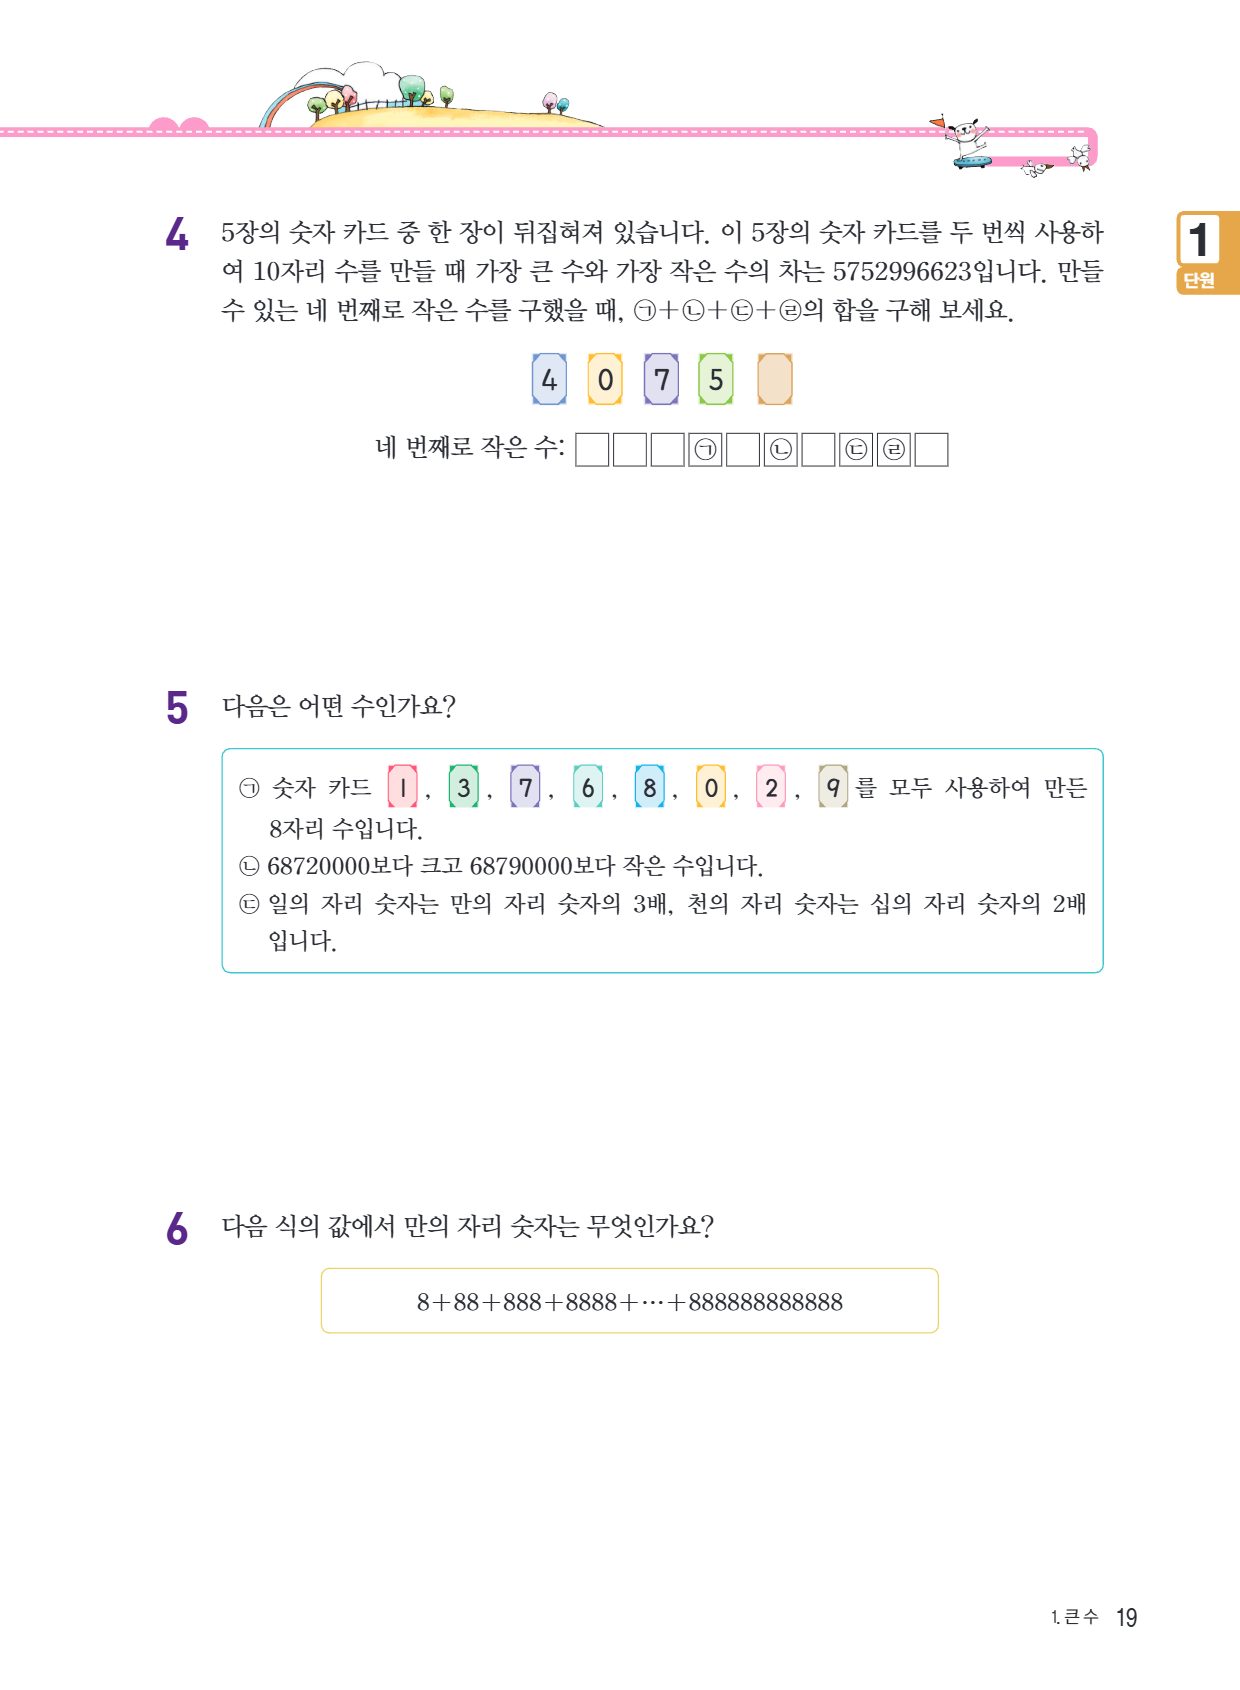 1
단원
4 5장의 숫자 카드 중 한 장이 뒤집혀져 있습니다. 이 5장의 숫자 카드를 두 번씩 사용하
여 10자리 수를 만들 때 가장 큰 수와 가장 작은 수의 차는 5752996623입니다. 만들
수 있는 네 번째로 작은 수를 구했을 때, ㉠+㉡+㉢+㉣의 합을 구해 보세요.
4 0 7 5
네 번째로 작은 수: ㉠ ㉡ ㉢ ㉣
5 다음은 어떤 수인가요?
㉠ 숫자 카드 1, 3, 7, 6, 8, 0, 2, 9를 모두 사용하여 만든
8자리 수입니다.
㉡ 68720000보다 크고 68790000보다 작은 수입니다.
㉢ 일의 자리 숫자는 만의 자리 숫자의 3배, 천의 자리 숫자는 십의 자리 숫자의 2배
입니다.
6 다음 식의 값에서 만의 자리 숫자는 무엇인가요?
8+88+888+8888+…+888888888888
1. 큰 수 19